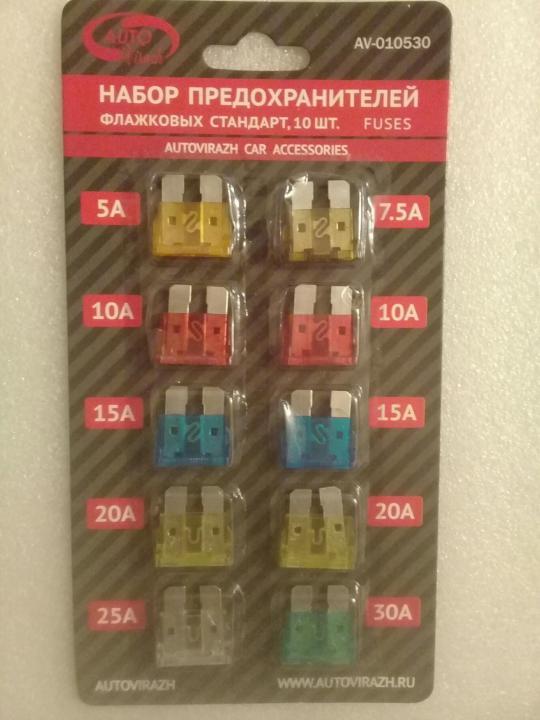 AUTO
Virazh
AV-010530
НАБОР ПРЕДОХРАНИТЕЛЕЙ
ФЛАЖКОВЫХ СТАНДАРТ, 10 ШТ. FUSES
AUTOVIRAZH CAR ACCESSORIES
5A 7.5A
10A 10A
15A 15A
20A 20A
25A 30A
AUTOVIRAZH WWW.AUTOVIRAZH.RU